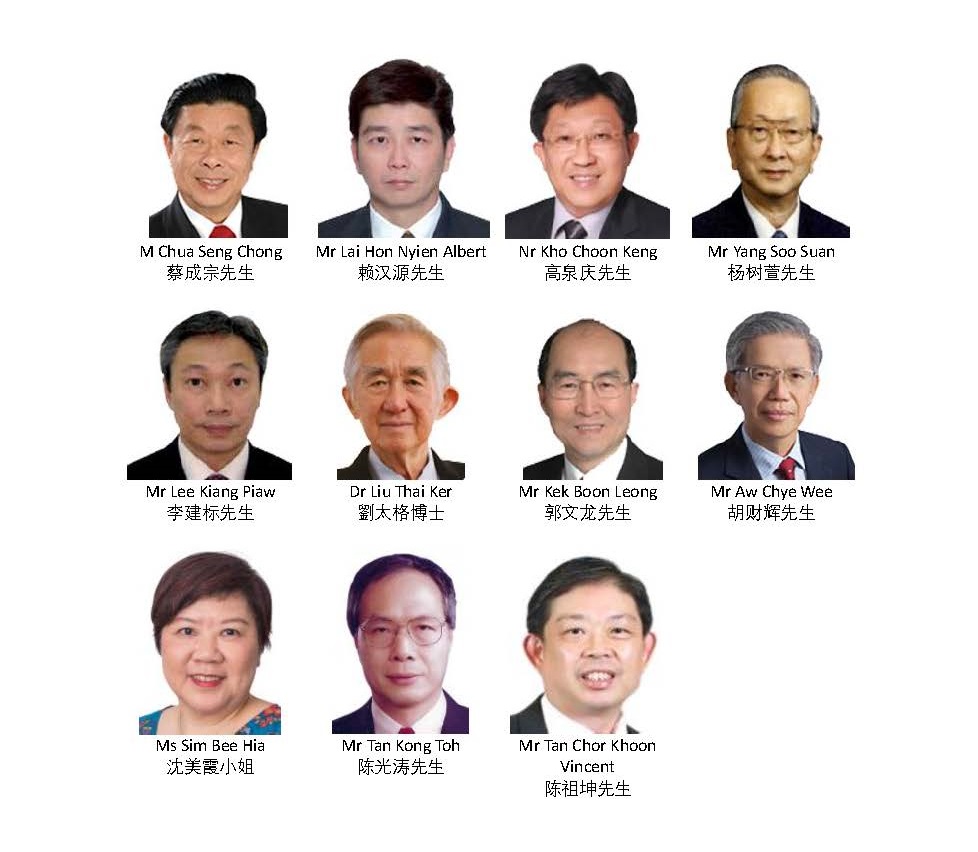 M Chua Seng Chong
蔡成宗先生
Mr Lai Hon Nyien Albert
赖汉源先生
Nr Kho Choon Keng
高泉庆先生
Mr Yang Soo Suan
杨树萱先生
Mr Lee Kiang Piaw
李建标先生
Dr Liu Thai Ker
劉太格博士
Mr Kek Boon Leong
郭文龙先生
Mr Aw Chye Wee
胡财辉先生
Ms Sim Bee Hia
沈美霞小姐
Mr Tan Kong Toh
陈光涛先生
Mr Tan Chor Khoon
Vincent
陈祖坤先生